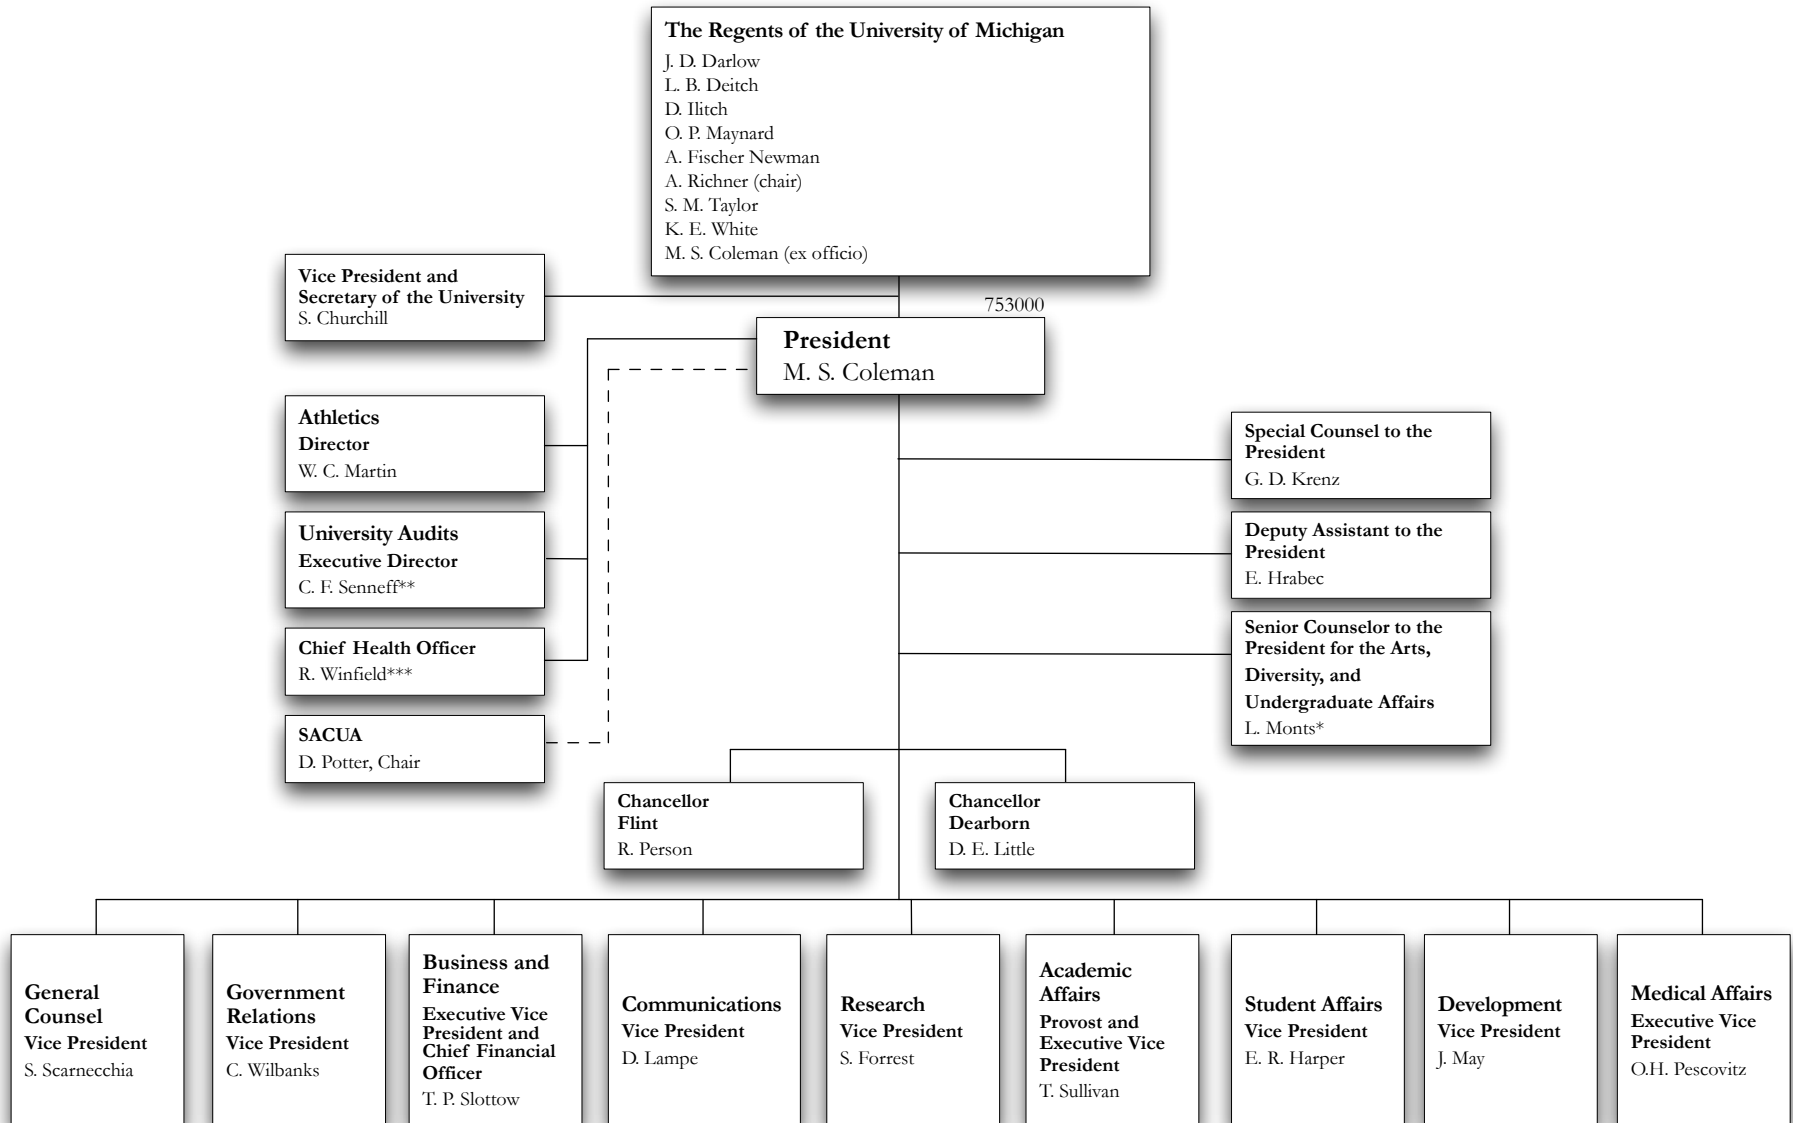 The Regents of the University of Michigan
J. D. Darlow
L. B. Deitch
D. Ilitch
O. P. Maynard
A. Fischer Newman
A. Richner (chair)
S. M. Taylor
K. E. White
M. S. Coleman (ex officio)
Vice President and
Secretary of the University
S. Churchill
753000
President
M. S. Coleman
Athletics
Director
W. C. Martin
University Audits
Executive Director
C. F. Senneff**
Chief Health Officer
R. Winfield***
SACUA
D. Potter, Chair
Special Counsel to the
President
G. D. Krenz
Deputy Assistant to the
President
E. Hrabec
Senior Counselor to the
President for the Arts,
Diversity, and
Undergraduate Affairs
L. Monts*
Chancellor
Flint
R. Person
Chancellor
Dearborn
D. E. Little
General
Counsel
Vice President
S. Scarnecchia
Government
Relations
Vice President
C. Wilbanks
Business and
Finance
Executive Vice
President and
Chief Financial
Officer
T. P. Slottow
Communications
Vice President
D. Lampe
Research
Vice President
S. Forrest
Academic
Affairs
Provost and
Executive Vice
President
T. Sullivan
Student Affairs
Vice President
E. R. Harper
Development
Vice President
J. May
Medical Affairs
Executive Vice
President
O.H. Pescovitz